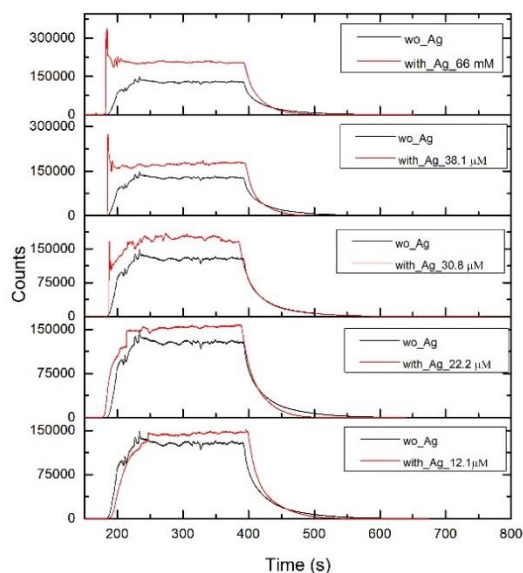 300000
150000
0
wo_Ag
with_Ag_66 mM
300000
150000
0
wo_Ag
with_Ag_38.1 µM
150000
75000
0
wo_Ag
with_Ag_30.8 µM
150000
75000
0
wo_Ag
with_Ag_22.2 µM
150000
75000
0
wo_Ag
with_Ag_12.1µM
Counts
200 300 400 500 600 700 800
Time (s)